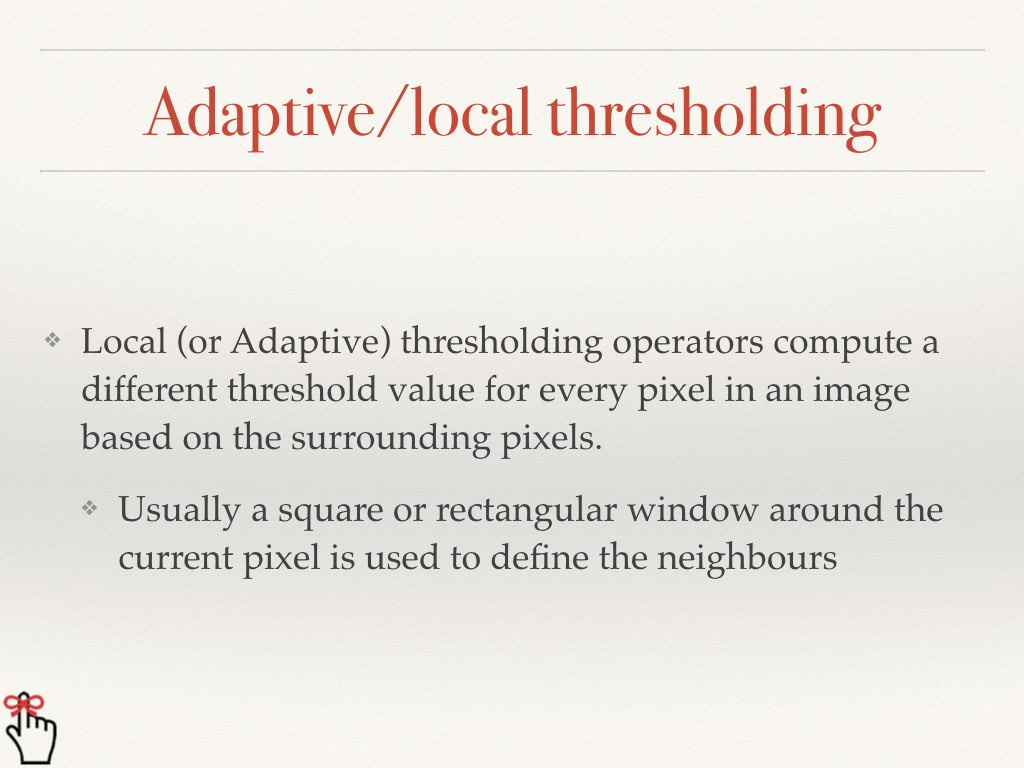 Adaptive/local thresholding
❖ Local (or Adaptive) thresholding operators compute a
different threshold value for every pixel in an image
based on the surrounding pixels.
❖ Usually a square or rectangular window around the
current pixel is used to define the neighbours